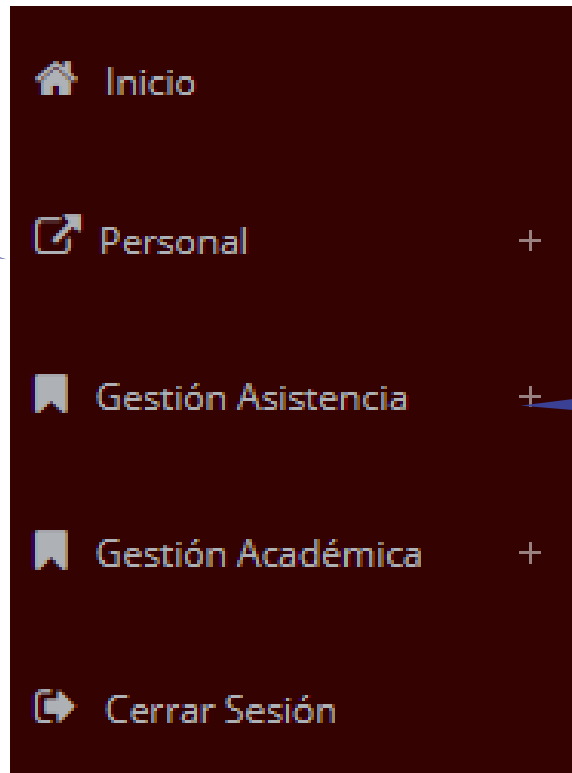 Inicio
Personal +
Gestión Asistencia +
Gestión Académica +
Cerrar Sesión